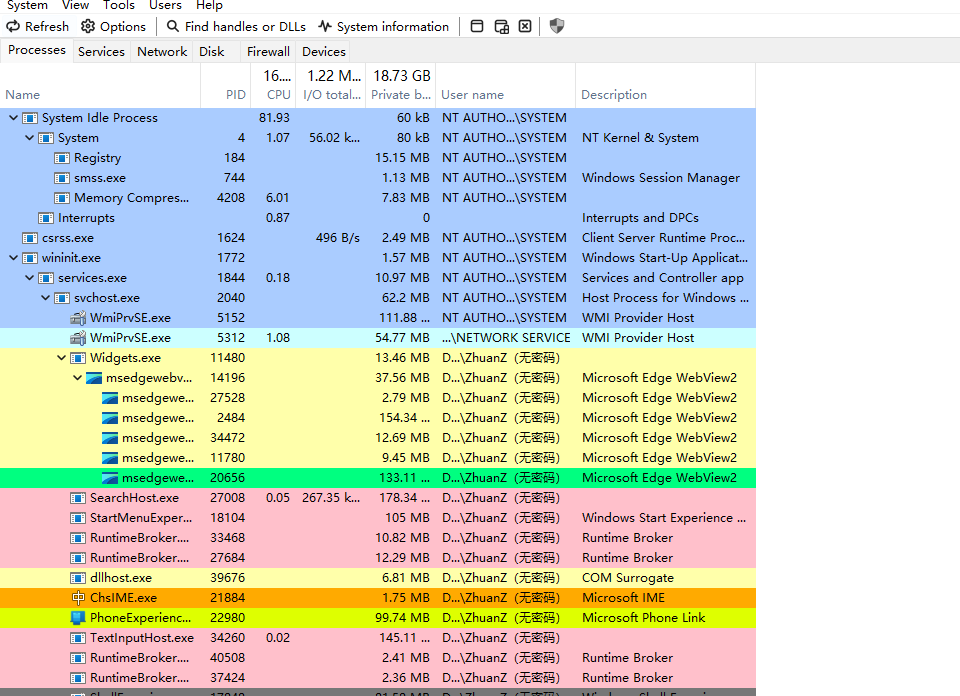 System View Tools Users Help
Refresh Options Find handles or DLLs System information
Processes Services Network Disk Firewall Devices
16.... 1.22 M... 18.73 GB
Name PID CPU I/O total... Private b... User name Description
System Idle Process 81.93 60 kB NT AUTHO...\SYSTEM
System 4 1.07 56.02 k... 80 kB NT AUTHO...\SYSTEM NT Kernel & System
Registry 184 15.15 MB NT AUTHO...\SYSTEM
smss.exe 744 1.13 MB NT AUTHO...\SYSTEM Windows Session Manager
Memory Compres... 4208 6.01 7.83 MB NT AUTHO...\SYSTEM
Interrupts 0.87 0 Interrupts and DPCs
csrss.exe 1624 496 B/s 2.49 MB NT AUTHO...\SYSTEM Client Server Runtime Proc...
wininit.exe 1772 1.57 MB NT AUTHO...\SYSTEM Windows Start-Up Applicat...
services.exe 1844 0.18 10.97 MB NT AUTHO...\SYSTEM Services and Controller app
svchost.exe 2040 62.2 MB NT AUTHO...\SYSTEM Host Process for Windows ...
WmiPrvSE.exe 5152 111.88 ... NT AUTHO...\SYSTEM WMI Provider Host
WmiPrvSE.exe 5312 1.08 54.77 MB ...\NETWORK SERVICE WMI Provider Host
Widgets.exe 11480 13.46 MB D...\ZhuanZ（无密码）
msedgewebv... 14196 37.56 MB D...\ZhuanZ（无密码） Microsoft Edge WebView2
msedgewe... 27528 2.79 MB D...\ZhuanZ（无密码） Microsoft Edge WebView2
msedgewe... 2484 154.34 ... D...\ZhuanZ（无密码） Microsoft Edge WebView2
msedgewe... 34472 12.69 MB D...\ZhuanZ（无密码） Microsoft Edge WebView2
msedgewe... 11780 9.45 MB D...\ZhuanZ（无密码） Microsoft Edge WebView2
msedgewe... 20656 133.11 ... D...\ZhuanZ（无密码） Microsoft Edge WebView2
SearchHost.exe 27008 0.05 267.35 k... 178.34 ... D...\ZhuanZ（无密码）
StartMenuExper... 18104 105 MB D...\ZhuanZ（无密码） Windows Start Experience ...
RuntimeBroker.... 33468 10.82 MB D...\ZhuanZ（无密码） Runtime Broker
RuntimeBroker.... 27684 12.29 MB D...\ZhuanZ（无密码） Runtime Broker
dllhost.exe 39676 6.81 MB D...\ZhuanZ（无密码） COM Surrogate
ChsIME.exe 21884 1.75 MB D...\ZhuanZ（无密码） Microsoft IME
PhoneExperienc... 22980 99.74 MB D...\ZhuanZ（无密码） Microsoft Phone Link
TextInputHost.exe 34260 0.02 145.11 ... D...\ZhuanZ（无密码）
RuntimeBroker.... 40508 2.41 MB D...\ZhuanZ（无密码） Runtime Broker
RuntimeBroker.... 37424 2.36 MB D...\ZhuanZ（无密码） Runtime Broker